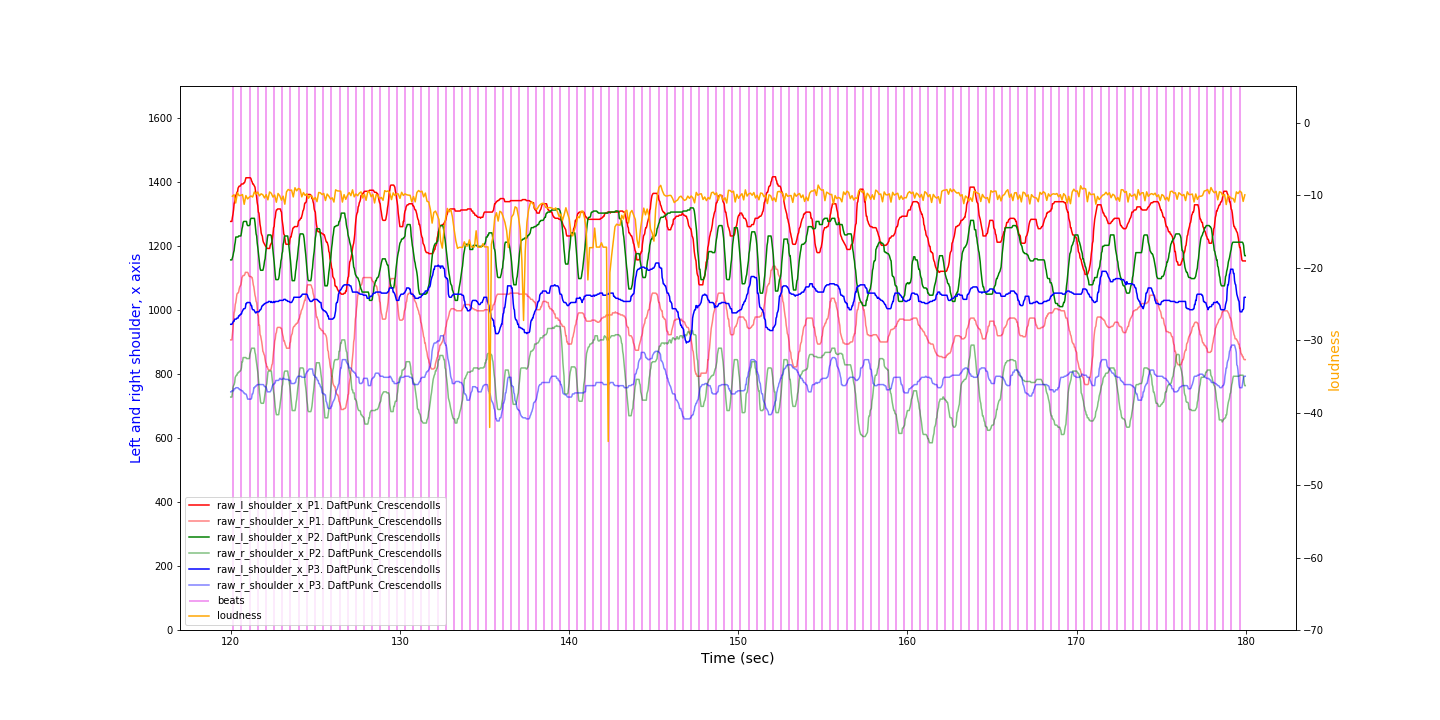 1600
1400
1200
1000
800
600
400
200
0
Left and right shoulder, x axis
0
−10
−20
−30
−40
−50
−60
−70
loudness
raw_l_shoulder_x_P1. DaftPunk_Crescendolls
raw_r_shoulder_x_P1. DaftPunk_Crescendolls
raw_l_shoulder_x_P2. DaftPunk_Crescendolls
raw_r_shoulder_x_P2. DaftPunk_Crescendolls
raw_l_shoulder_x_P3. DaftPunk_Crescendolls
raw_r_shoulder_x_P3. DaftPunk_Crescendolls
beats
loudness
120 130 140 150 160 170 180
Time (sec)